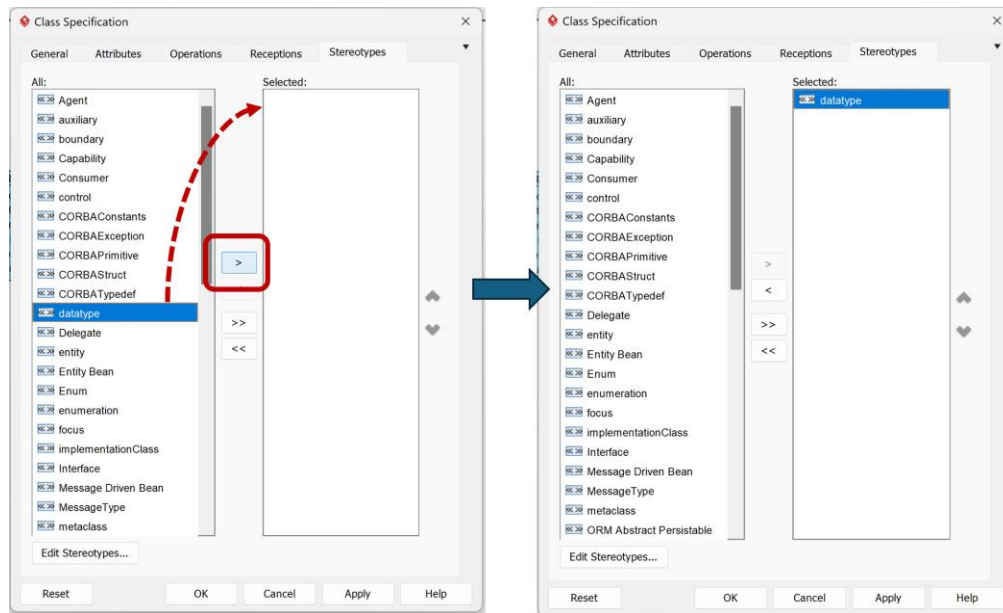 Class Specification
General Attributes Operations Receptions Stereotypes
All:
Selected:
«» Agent
«» auxiliary
«» boundary
«» Capability
«» Consumer
«» control
«» CORBAConstants
«» CORBAException
«» CORBAPrimitive
«» CORBAStruct
«» CORBATypedef
«» datatype
«» Delegate
«» entity
«» Entity Bean
«» Enum
«» enumeration
«» focus
«» implementationClass
«» Interface
«» Message Driven Bean
«» MessageType
«» metaclass
>
>>
<<
Edit Stereotypes...
Reset OK Cancel Apply Help
Class Specification
General Attributes Operations Receptions Stereotypes
All:
Selected:
«» Agent
«» auxiliary
«» boundary
«» Capability
«» Consumer
«» control
«» CORBAConstants
«» CORBAException
«» CORBAPrimitive
«» CORBAStruct
«» CORBATypedef
«» Delegate
«» entity
«» Entity Bean
«» Enum
«» enumeration
«» focus
«» implementationClass
«» Interface
«» Message Driven Bean
«» MessageType
«» metaclass
«» ORM Abstract Persistable
>
<
>>
<<
«» datatype
Edit Stereotypes...
Reset OK Cancel Apply Help